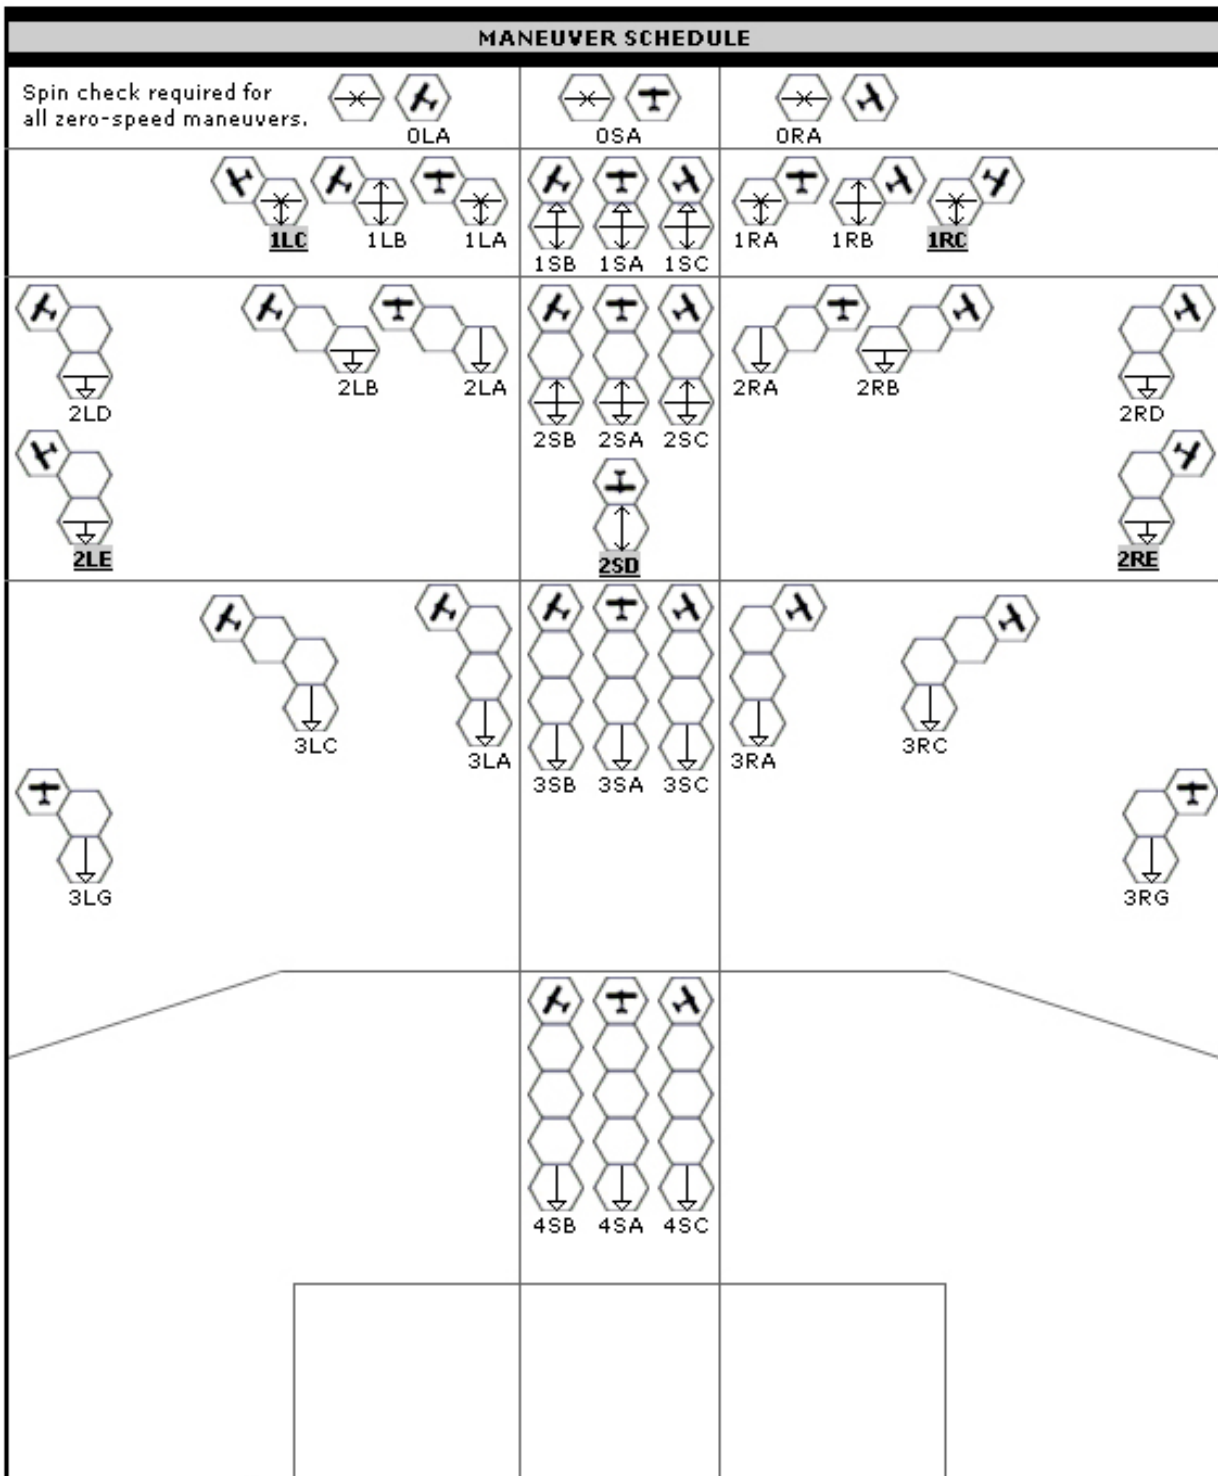 MANEUVER SCHEDULE
Spin check required for
all zero-speed maneuvers.
0LA
0SA
0RA
1LC
1LB
1LA
1SB
1SA
1SC
1RA
1RB
1RC
2LD
2LB
2LA
2SB
2SA
2SC
2RA
2RB
2RD
2LE
2SD
2RE
3LC
3LA
3SB
3SA
3SC
3RA
3RC
3LG
3RG
4SB
4SA
4SC